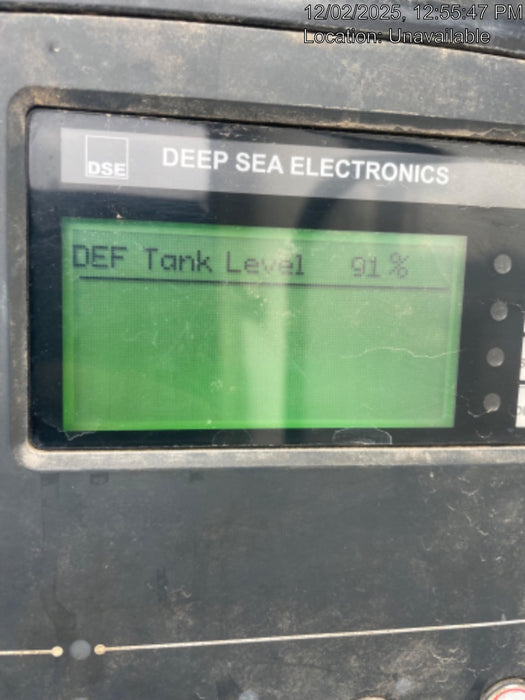 12/02/2025, 12:55:47 PM
Location: Unavailable
DSE
DEEP SEA ELECTRONICS
DEF Tank Level 91%